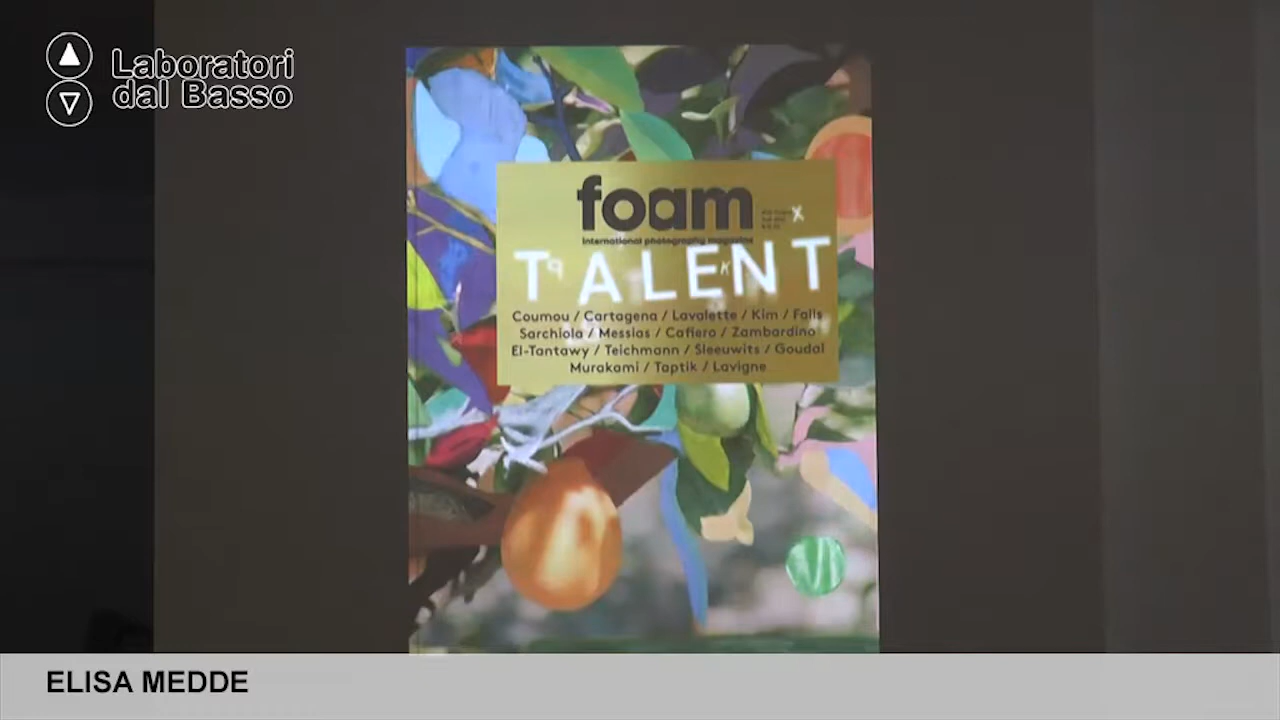 Laboratori
dal Basso
foam
international photography magazine
TALENT
Coumou / Cartagena / Lavalette / Kim / Falls
Sarchiola / Messias / Cafiero / Zambardino
El-Tantawy / Teichmann / Sleeuwits / Goudal
Murakami / Taptik / Lavigne
ELISA MEDDE